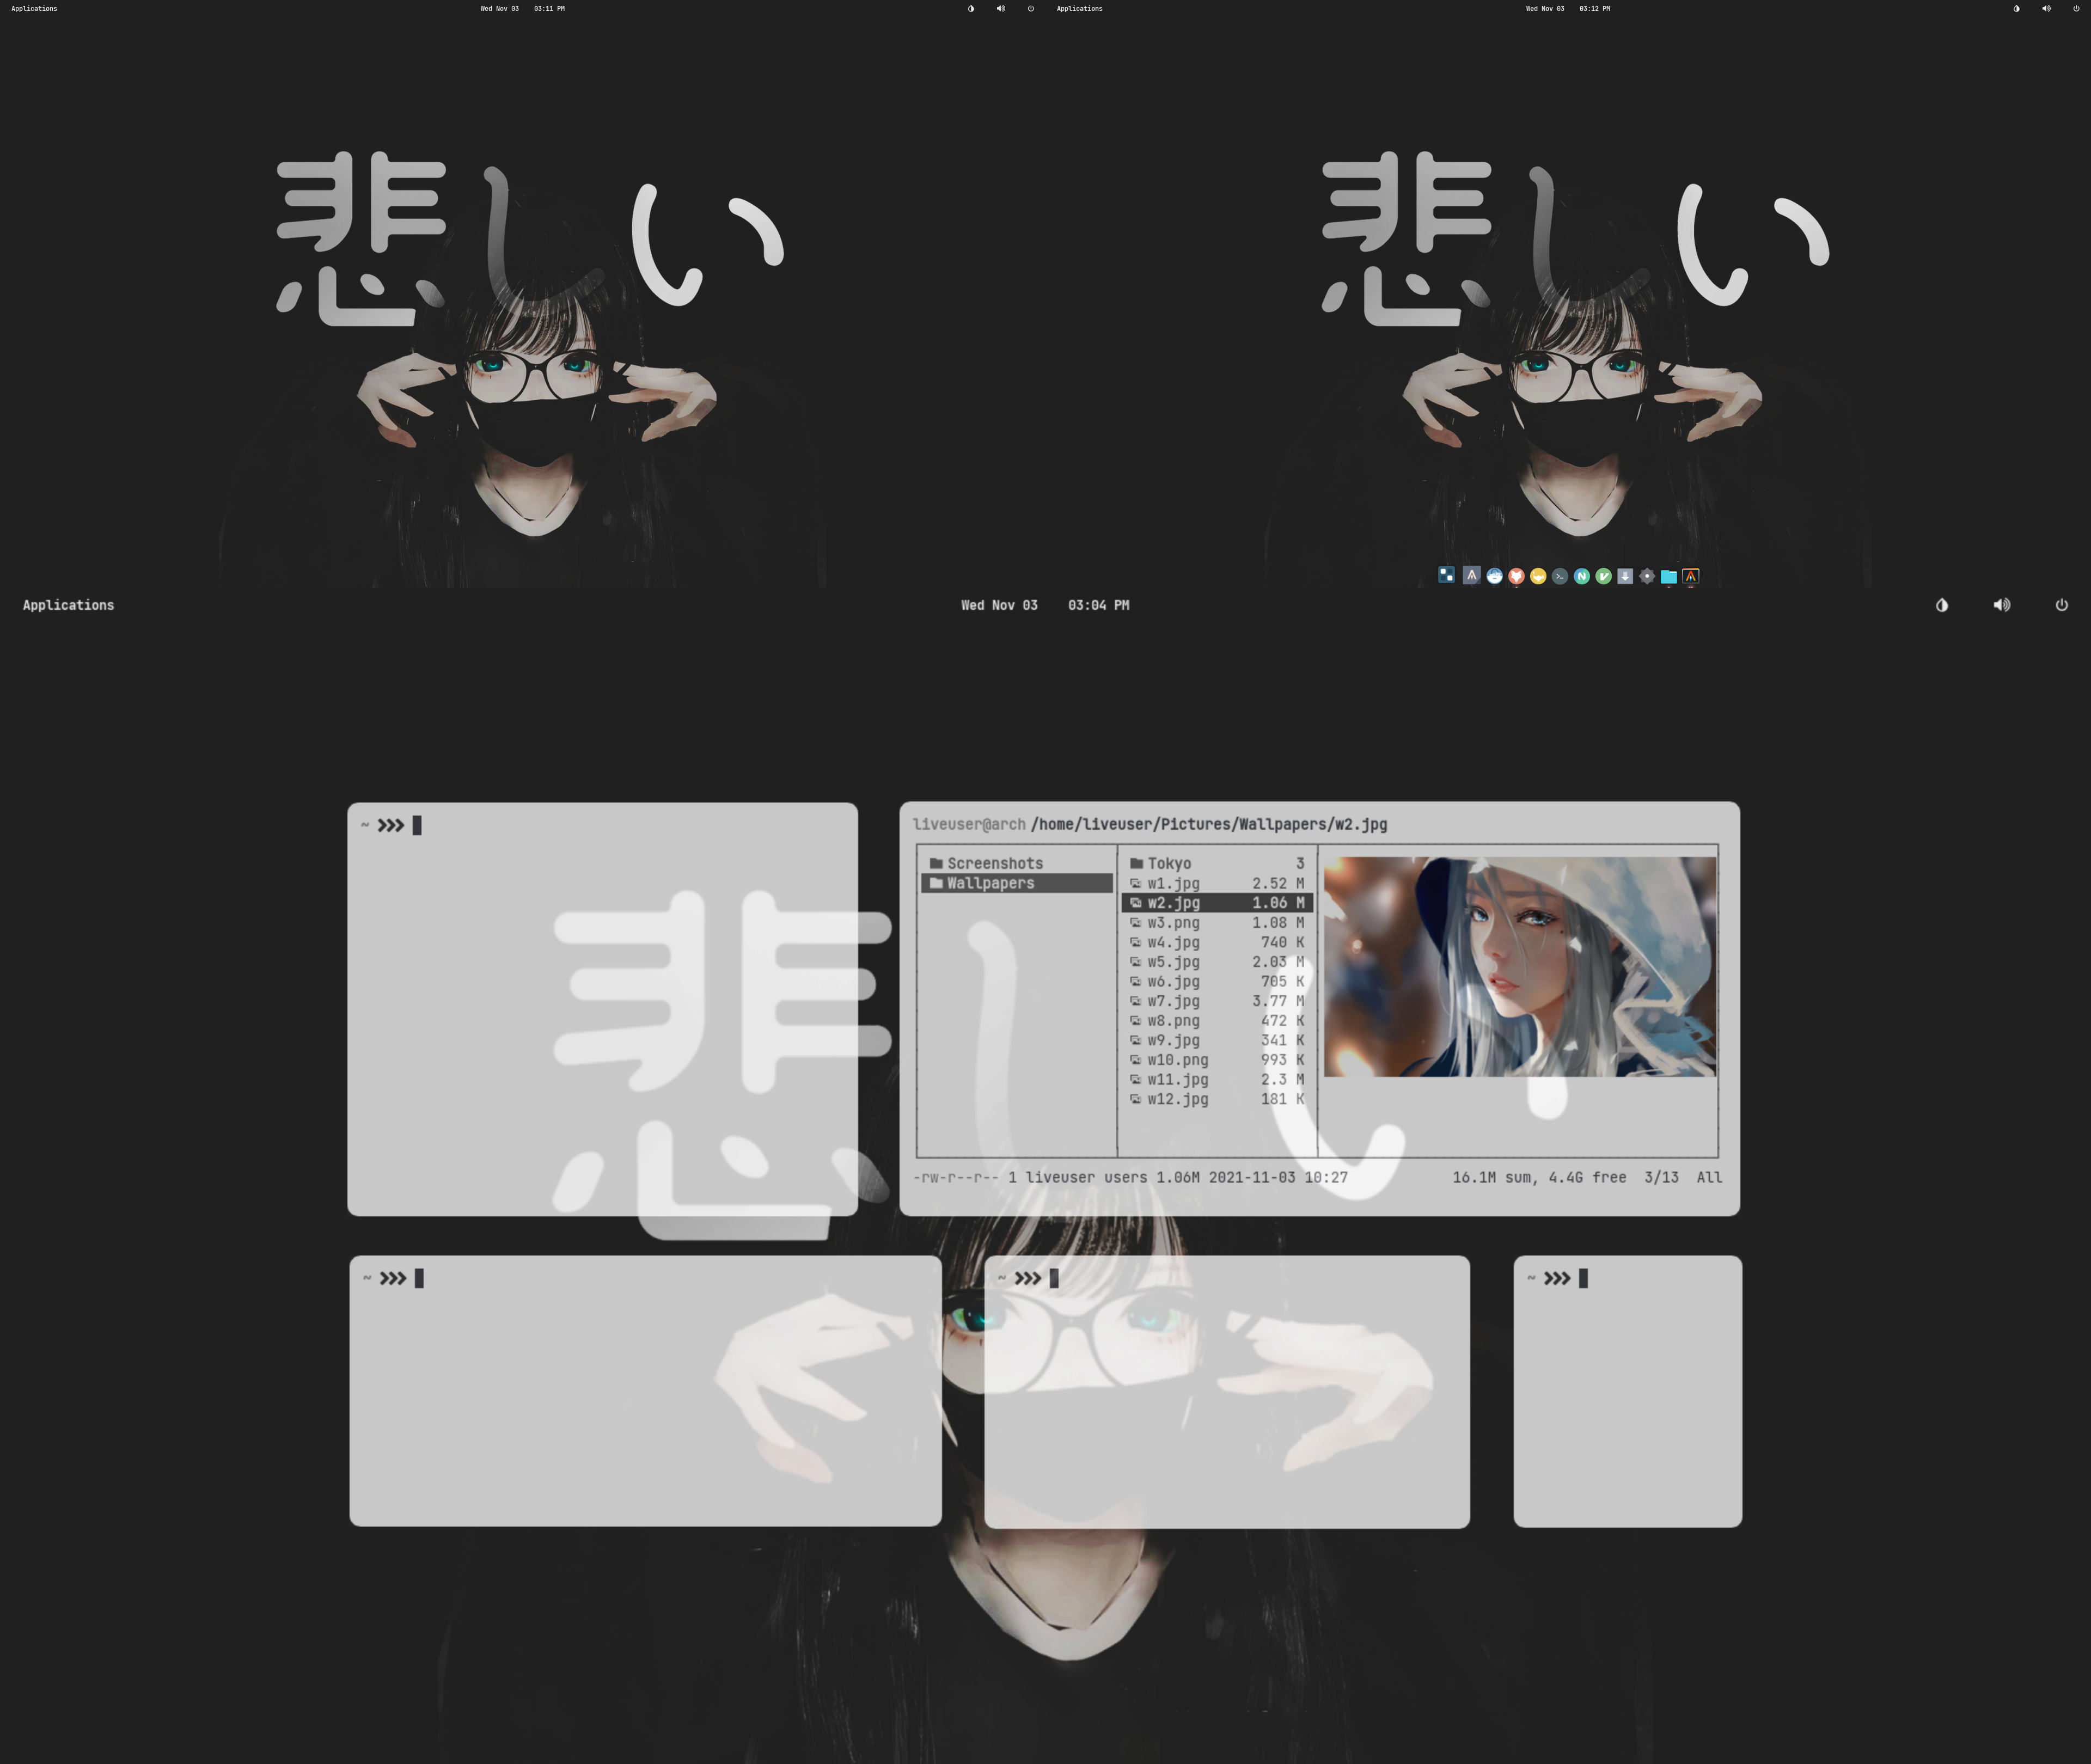 Applications Wed Nov 03 03:11 PM
悲しい
Applications Wed Nov 03 03:12 PM
悲しい
Applications Wed Nov 03 03:04 PM
~ ❯❯❯
liveuser@arch /home/liveuser/Pictures/Wallpapers/w2.jpg
Screenshots
Wallpapers
Tokyo 3
w1.jpg 2.52 M
w2.jpg 1.06 M
w3.png 1.08 M
w4.jpg 740 K
w5.jpg 2.03 M
w6.jpg 705 K
w7.jpg 3.77 M
w8.png 472 K
w9.jpg 341 K
w10.png 993 K
w11.jpg 2.3 M
w12.jpg 181 K
-rw-r--r-- 1 liveuser users 1.06M 2021-11-03 10:27 16.1M sum, 4.4G free 3/13 All
悲しい
~ ❯❯❯
~ ❯❯❯
~ ❯❯❯